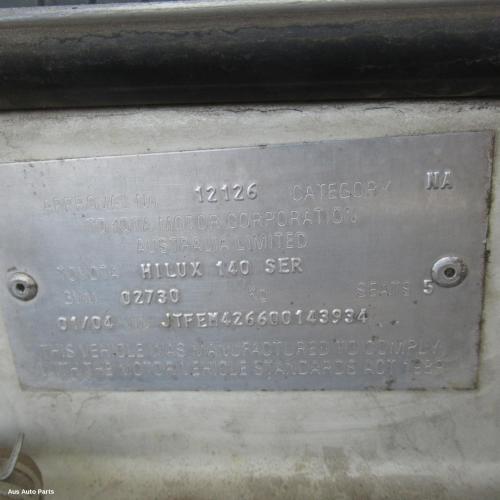 APPROVAL No. 12126 CATEGORY NA
TOYOTA MOTOR CORPORATION
AUSTRALIA LIMITED
TOYOTA HILUX 140 SER
GVM 02730 KG SEATS 5
01/04 JTFEM426600143934
THIS VEHICLE WAS MANUFACTURED TO COMPLY
WITH THE MOTOR VEHICLE STANDARDS ACT 1989
Aus Auto Parts